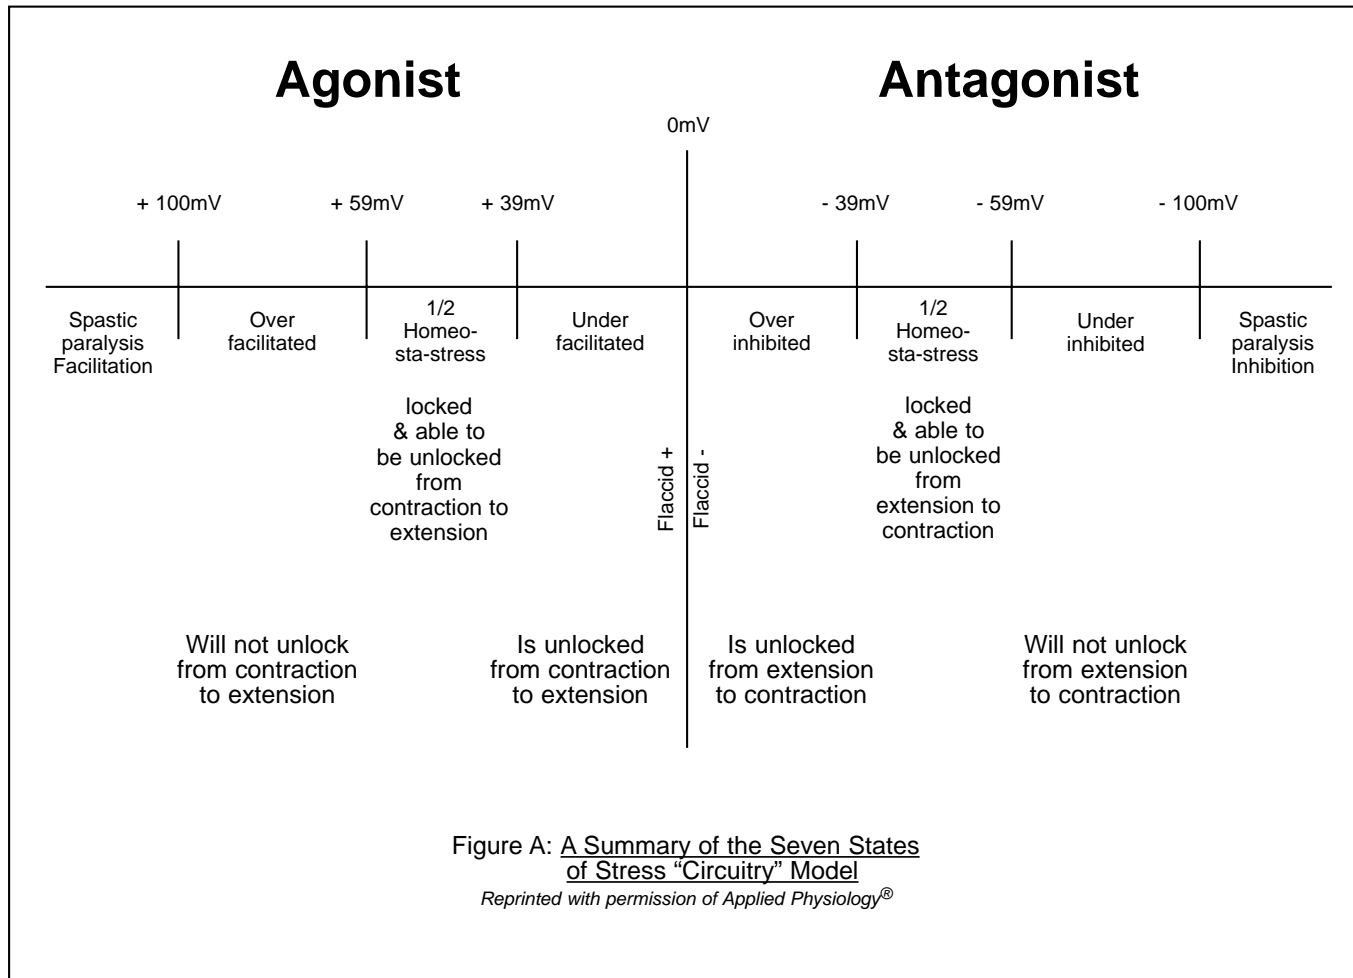 Agonist
Antagonist
0mV
+ 100mV
+ 59mV
+ 39mV
- 39mV
- 59mV
- 100mV
Spastic
paralysis
Facilitation
Over
facilitated
1/2
Homeo-
sta-stress
Under
facilitated
Over
inhibited
1/2
Homeo-
sta-stress
Under
inhibited
Spastic
paralysis
Inhibition
locked
& able to
be unlocked
from
contraction to
extension
Flaccid +
Flaccid -
locked
& able to
be unlocked
from
extension to
contraction
Will not unlock
from contraction
to extension
Is unlocked
from contraction
to extension
Is unlocked
from extension
to contraction
Will not unlock
from extension
to contraction
Figure A: A Summary of the Seven States
of Stress “Circuitry” Model
Reprinted with permission of Applied Physiology®